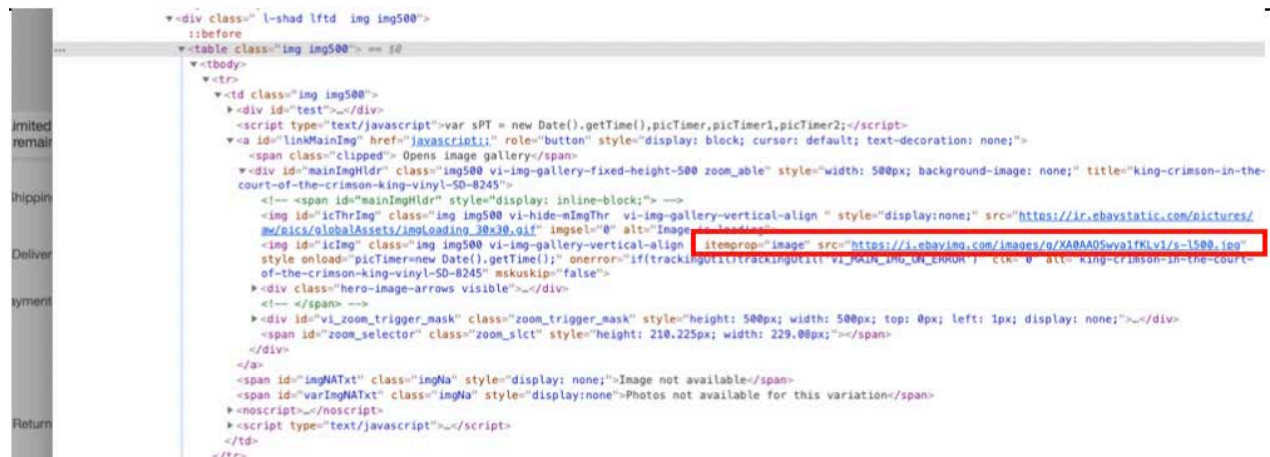 ▼<div class=" l-shad lftd  img img500">
::before
... ▼<table class="img img500"> == $0
▼<tbody>
▼<tr>
▼<td class="img img500">
▶<div id="test">…</div>
<script type="text/javascript">var sPT = new Date().getTime(),picTimer,picTimer1,picTimer2;</script>
▼<a id="linkMainImg" href="javascript:;" role="button" style="display: block; cursor: default; text-decoration: none;">
<span class="clipped"> Opens image gallery</span>
▼<div id="mainImgHldr" class="img500 vi-img-gallery-fixed-height-500 zoom_able" style="width: 500px; background-image: none;" title="king-crimson-in-the-
court-of-the-crimson-king-vinyl-SD-8245">
<!-- <span id="mainImgHldr" style="display: inline-block;"> -->
<img id="icThrImg" class="img img500 vi-hide-mImgThr  vi-img-gallery-vertical-align " style="display:none;" src="https://ir.ebaystatic.com/pictures/
aw/pics/globalAssets/imgLoading_30x30.gif" imgsel="0" alt="Image is loading">
<img id="icImg" class="img img500 vi-img-gallery-vertical-align  itemprop="image" src="https://i.ebayimg.com/images/g/XA0AAOSwya1fKLv1/s-l500.jpg"
style onload="picTimer=new Date().getTime();" onerror="if(trackingUtil)trackingUtil('VI_MAIN_IMG_ON_ERROR')" clk="0" alt="king-crimson-in-the-court-
of-the-crimson-king-vinyl-SD-8245" mskuskip="false">
▶<div class="hero-image-arrows visible">…</div>
<!-- </span> -->
▶<div id="vi_zoom_trigger_mask" class="zoom_trigger_mask" style="height: 500px; width: 500px; top: 0px; left: 1px; display: none;">…</div>
<span id="zoom_selector" class="zoom_slct" style="height: 210.225px; width: 229.08px;"></span>
</div>
</a>
<span id="imgNATxt" class="imgNa" style="display: none;">Image not available</span>
<span id="varImgNATxt" class="imgNa" style="display:none">Photos not available for this variation</span>
▶<noscript>…</noscript>
▶<script type="text/javascript">…</script>
</td>
</tr>
imited
remair
Shippin
Deliver
ayment
Return